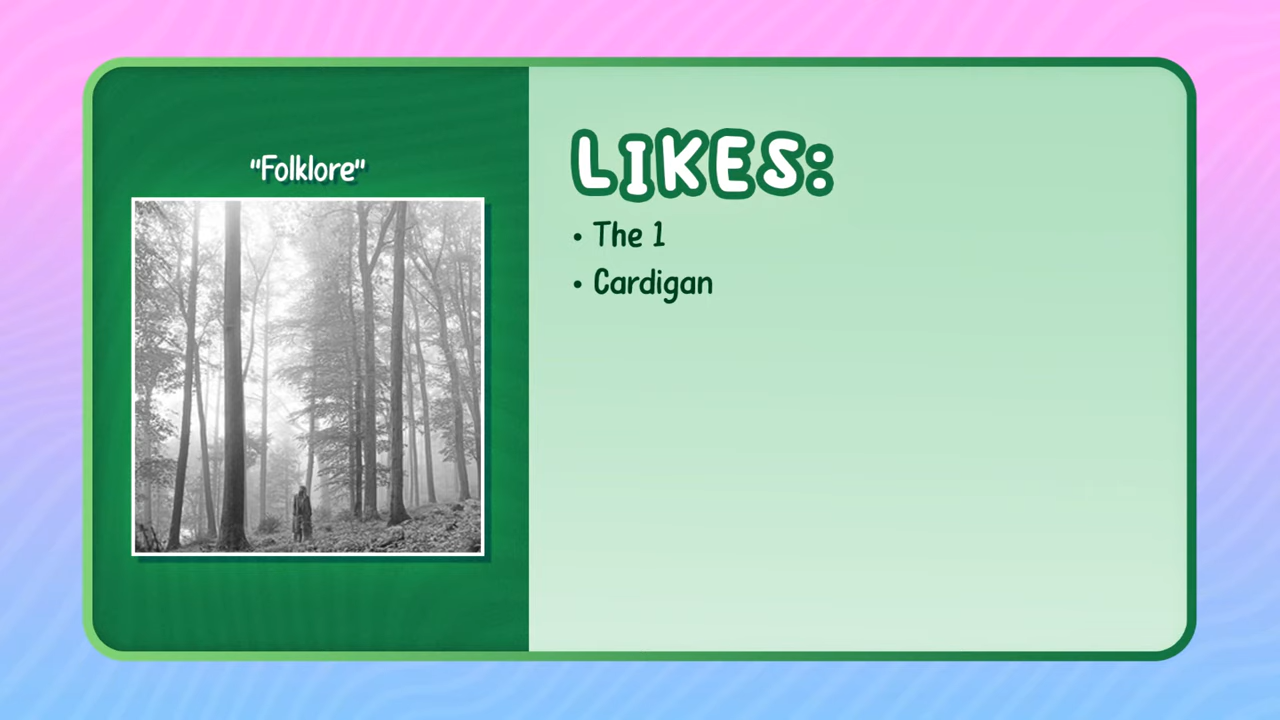 "Folklore"
LIKES:
• The 1
• Cardigan